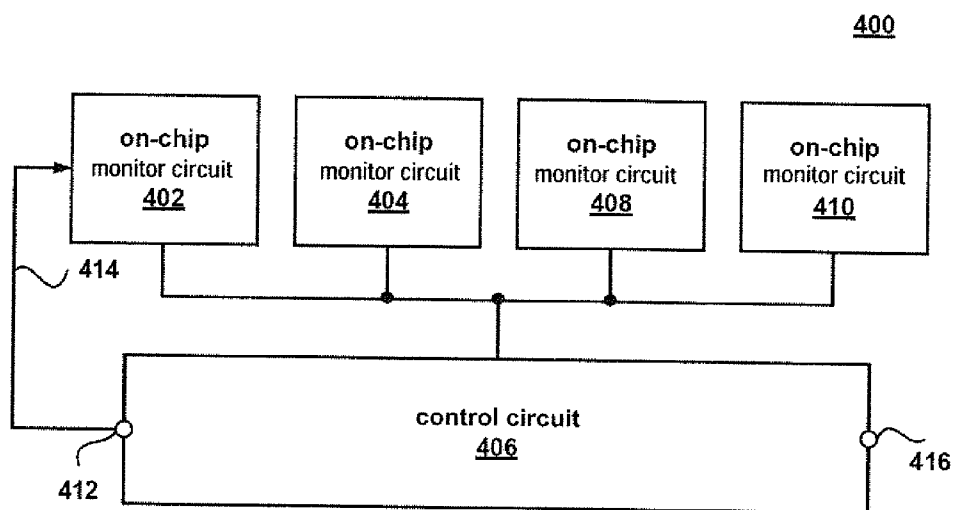 400
on-chip
monitor circuit
402
on-chip
monitor circuit
404
on-chip
monitor circuit
408
on-chip
monitor circuit
410
414
control circuit
406
412
416